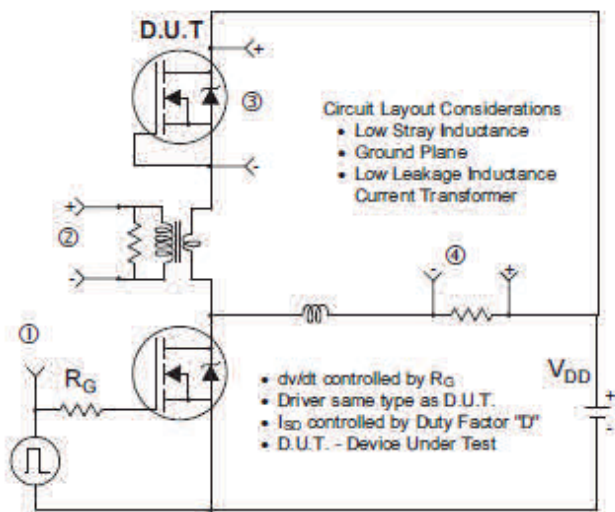 D.U.T
+
③
-
Circuit Layout Considerations
• Low Stray Inductance
• Ground Plane
• Low Leakage Inductance
Current Transformer
+
②
-
④
- +
①
RG
VDD
+
-
• dv/dt controlled by RG
• Driver same type as D.U.T.
• ISD controlled by Duty Factor "D"
• D.U.T. - Device Under Test